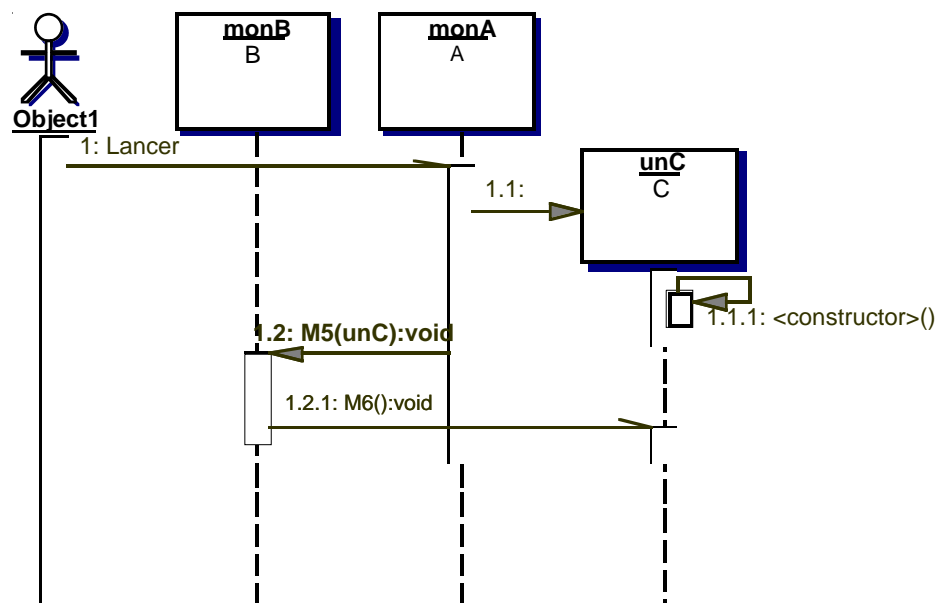 monB
B
monA
A
Object1
1: Lancer
unC
C
1.1:
1.1.1: <constructor>()
1.2: M5(unC):void
1.2.1: M6():void